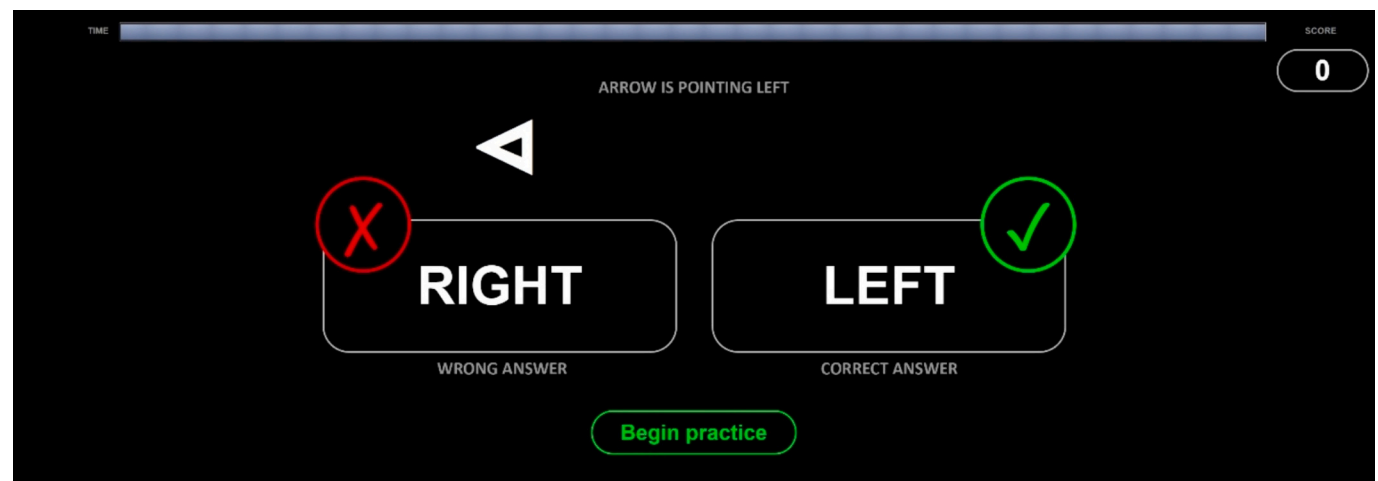 TIME
SCORE
0
ARROW IS POINTING LEFT
RIGHT
LEFT
WRONG ANSWER
CORRECT ANSWER
Begin practice